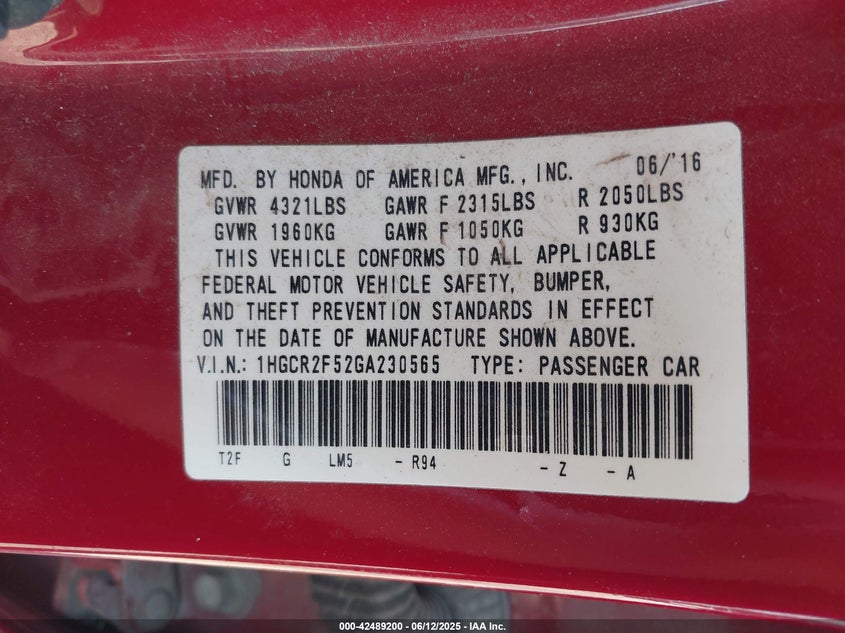 MFD. BY HONDA OF AMERICA MFG., INC. 06/'16
GVWR 4321LBS GAWR F 2315LBS R 2050LBS
GVWR 1960KG GAWR F 1050KG R 930KG
THIS VEHICLE CONFORMS TO ALL APPLICABLE
FEDERAL MOTOR VEHICLE SAFETY, BUMPER,
AND THEFT PREVENTION STANDARDS IN EFFECT
ON THE DATE OF MANUFACTURE SHOWN ABOVE.
V.I.N.: 1HGCR2F52GA230565 TYPE: PASSENGER CAR
T2F G LM5 - R94 - Z - A
000-42489200 - 06/12/2025 - IAA Inc.